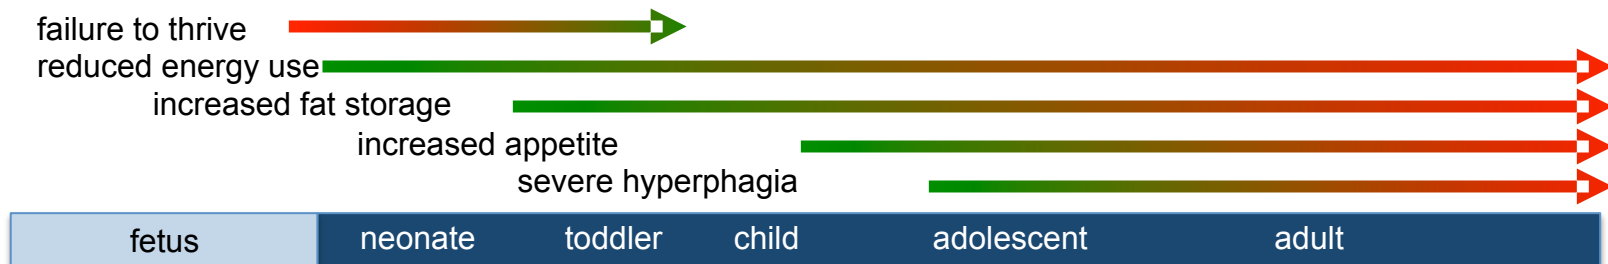 failure to thrive
reduced energy use
increased fat storage
increased appetite
severe hyperphagia
fetus neonate toddler child adolescent adult